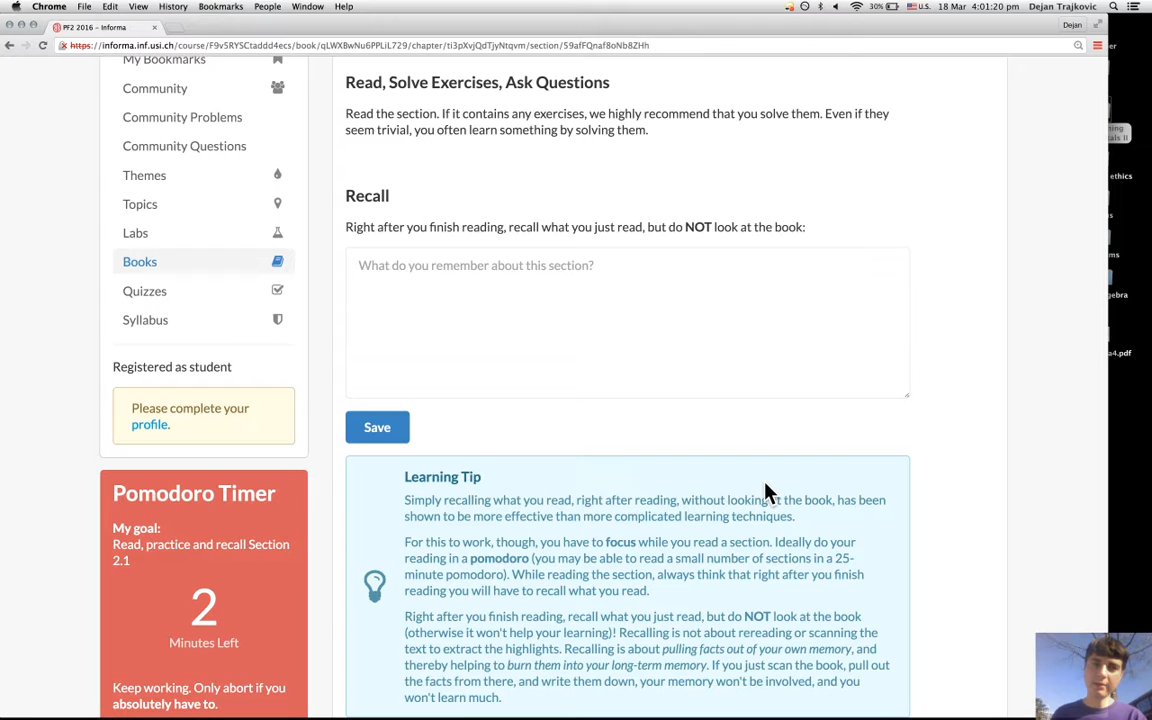 Chrome File Edit View History Bookmarks People Window Help 30% U.S. 18 Mar 4:01:20 PM Dejan Trajkovic
PF2 2016 – Informa Dejan
https://informa.inf.usi.ch/course/F9v5RYSCtaddd4ecs/book/qLWXBwNu6PPLiL729/chapter/ti3pXvjQdTjyNtqvm/section/59afFQnaf8oNb8ZHh
My Bookmarks
Community
Community Problems
Community Questions
Themes
Topics
Labs
Books
Quizzes
Syllabus
Registered as student
Please complete your
profile.
Pomodoro Timer
My goal:
Read, practice and recall Section
2.1
2
Minutes Left
Keep working. Only abort if you
absolutely have to.
Read, Solve Exercises, Ask Questions
Read the section. If it contains any exercises, we highly recommend that you solve them. Even if they
seem trivial, you often learn something by solving them.
Recall
Right after you finish reading, recall what you just read, but do NOT look at the book:
What do you remember about this section?
Save
Learning Tip
Simply recalling what you read, right after reading, without looking at the book, has been
shown to be more effective than more complicated learning techniques.
For this to work, though, you have to focus while you read a section. Ideally do your
reading in a pomodoro (you may be able to read a small number of sections in a 25-
minute pomodoro). While reading the section, always think that right after you finish
reading you will have to recall what you read.
Right after you finish reading, recall what you just read, but do NOT look at the book
(otherwise it won't help your learning)! Recalling is not about rereading or scanning the
text to extract the highlights. Recalling is about pulling facts out of your own memory, and
thereby helping to burn them into your long-term memory. If you just scan the book, pull out
the facts from there, and write them down, your memory won't be involved, and you
won't learn much.
ethics
a4.pdf